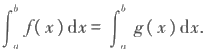 ∫_a^b f(x)dx = ∫_a^b g(x)dx.